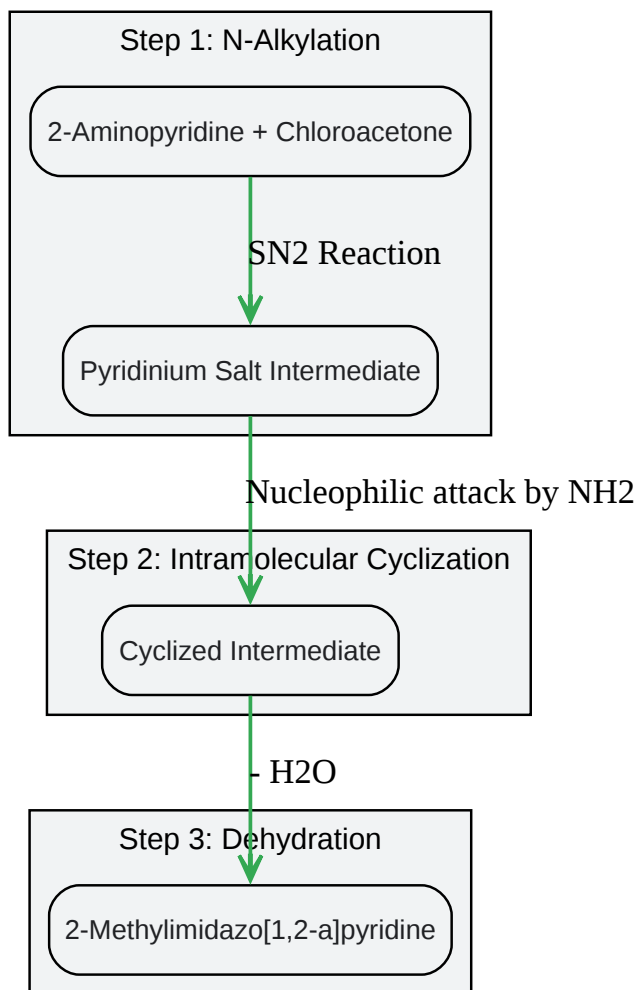 Step 1: N-Alkylation
2-Aminopyridine + Chloroacetone
SN2 Reaction
Pyridinium Salt Intermediate
Nucleophilic attack by NH2
Step 2: Intramolecular Cyclization
Cyclized Intermediate
- H2O
Step 3: Dehydration
2-Methylimidazo[1,2-a]pyridine